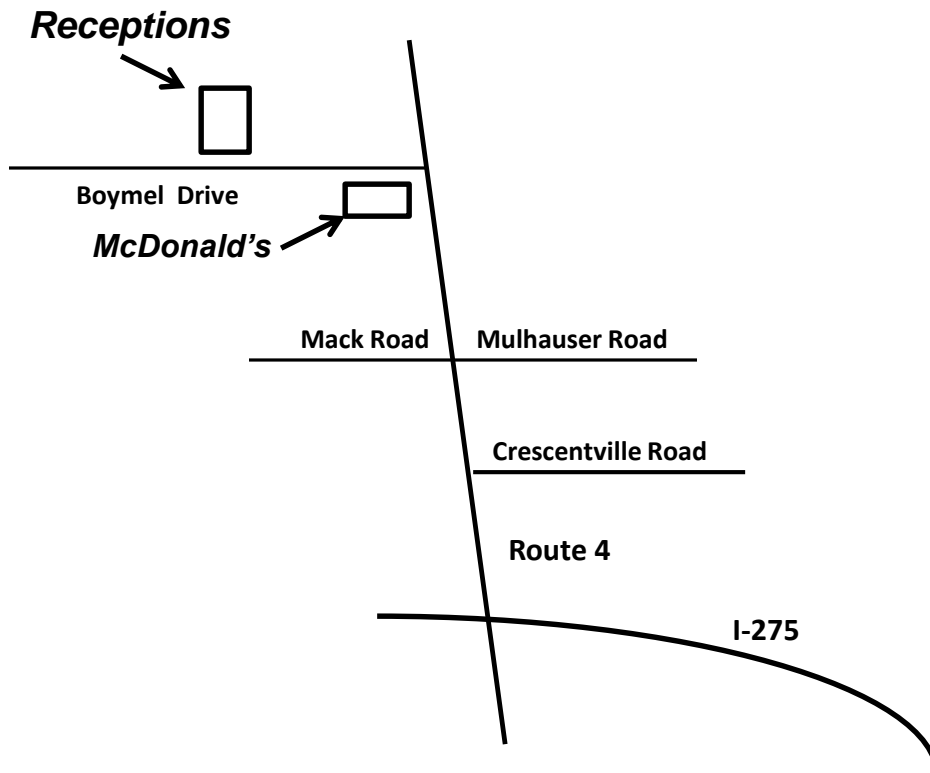 Receptions
Boymel Drive
McDonald's
Mack Road
Mulhauser Road
Crescentville Road
Route 4
I-275